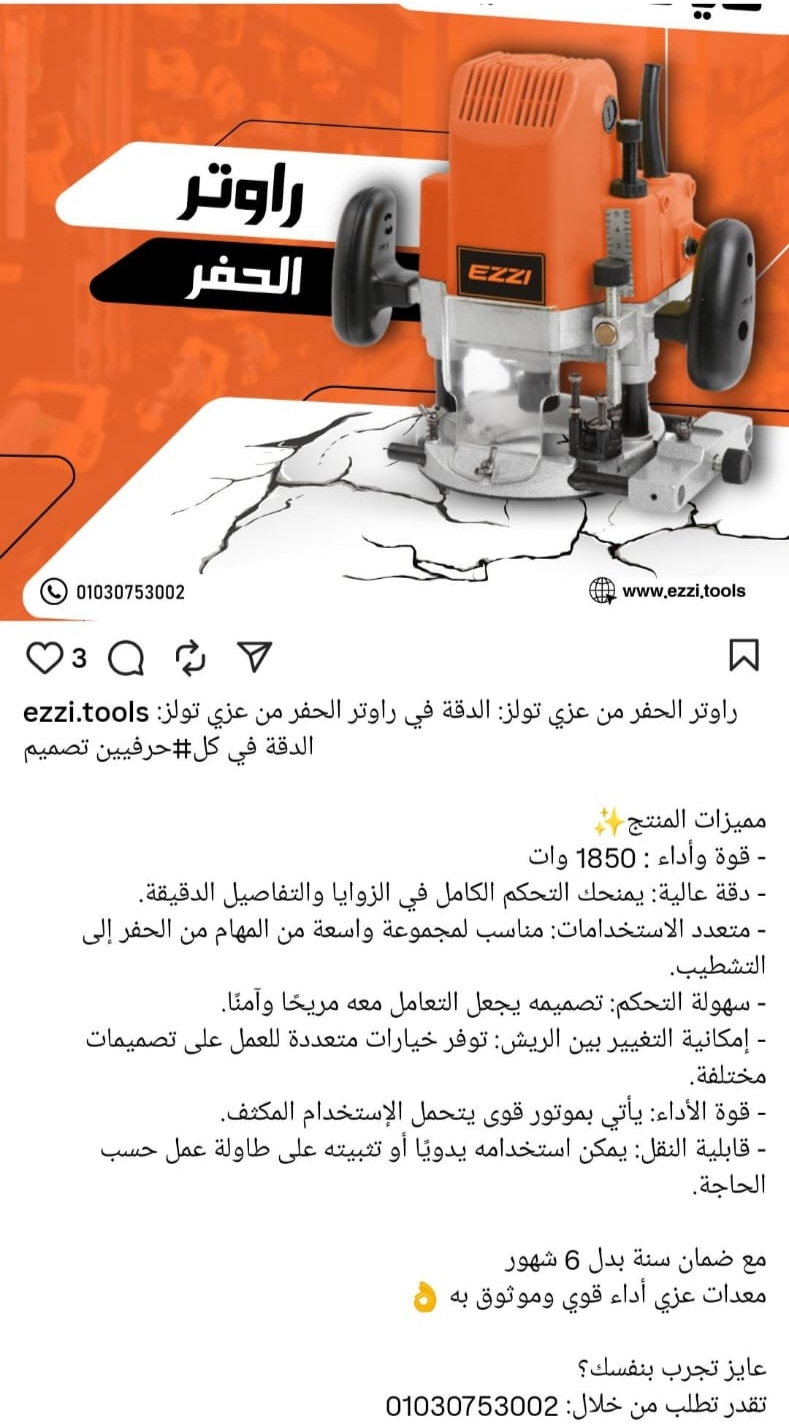 راوتر
الحفر
EZZI
01030753002
www.ezzi.tools
3
ezzi.tools راوتر الحفر من عزي تولز: الدقة في راوتر الحفر من عزي تولز:
الدقة في كل#حرفيين تصميم
مميزات المنتج✨
- قوة وأداء : 1850 وات
- دقة عالية: يمنحك التحكم الكامل في الزوايا والتفاصيل الدقيقة.
- متعدد الاستخدامات: مناسب لمجموعة واسعة من المهام من الحفر إلى
التشطيب.
- سهولة التحكم: تصميمه يجعل التعامل معه مريحًا وآمنًا.
- إمكانية التغيير بين الريش: توفر خيارات متعددة للعمل على تصميمات
مختلفة.
- قوة الأداء: يأتي بموتور قوى يتحمل الإستخدام المكثف.
- قابلية النقل: يمكن استخدامه يدويًا أو تثبيته على طاولة عمل حسب
الحاجة.
مع ضمان سنة بدل 6 شهور
معدات عزي أداء قوي وموثوق به 👌
عايز تجرب بنفسك؟
تقدر تطلب من خلال: 01030753002